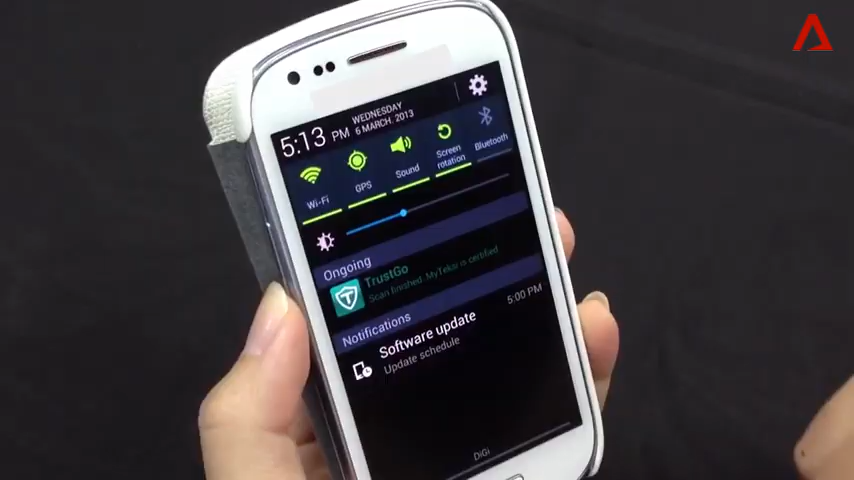 5:13 PM
WEDNESDAY
6 MARCH, 2013
Wi-Fi
GPS
Sound
Screen
rotation
Bluetooth
Ongoing
TrustGo
Scan finished. MyTeksi is certified
Notifications
Software update
5:00 PM
Update schedule
DiGi